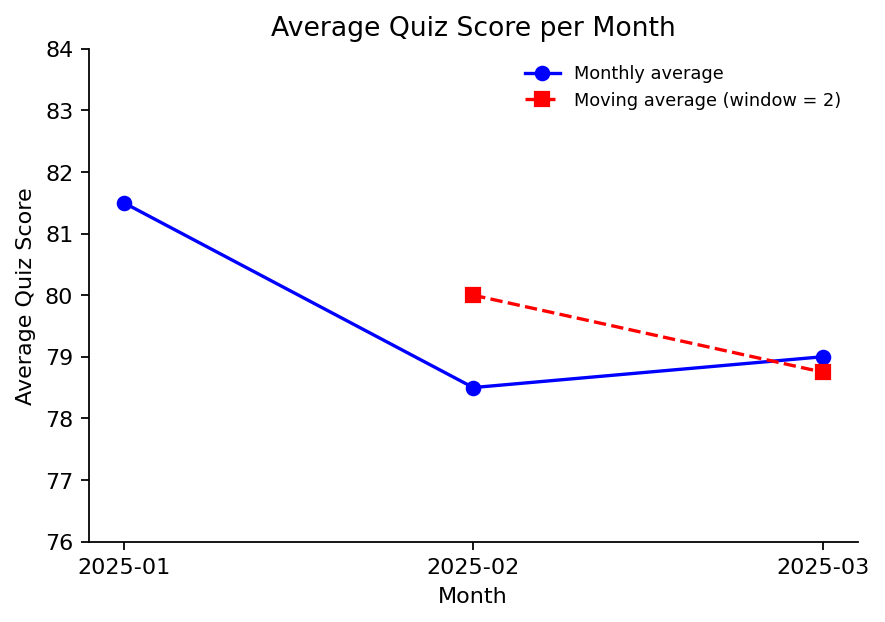 Average Quiz Score per Month
Monthly average
Moving average (window = 2)
Average Quiz Score
84
83
82
81
80
79
78
77
76
2025-01
2025-02
2025-03
Month